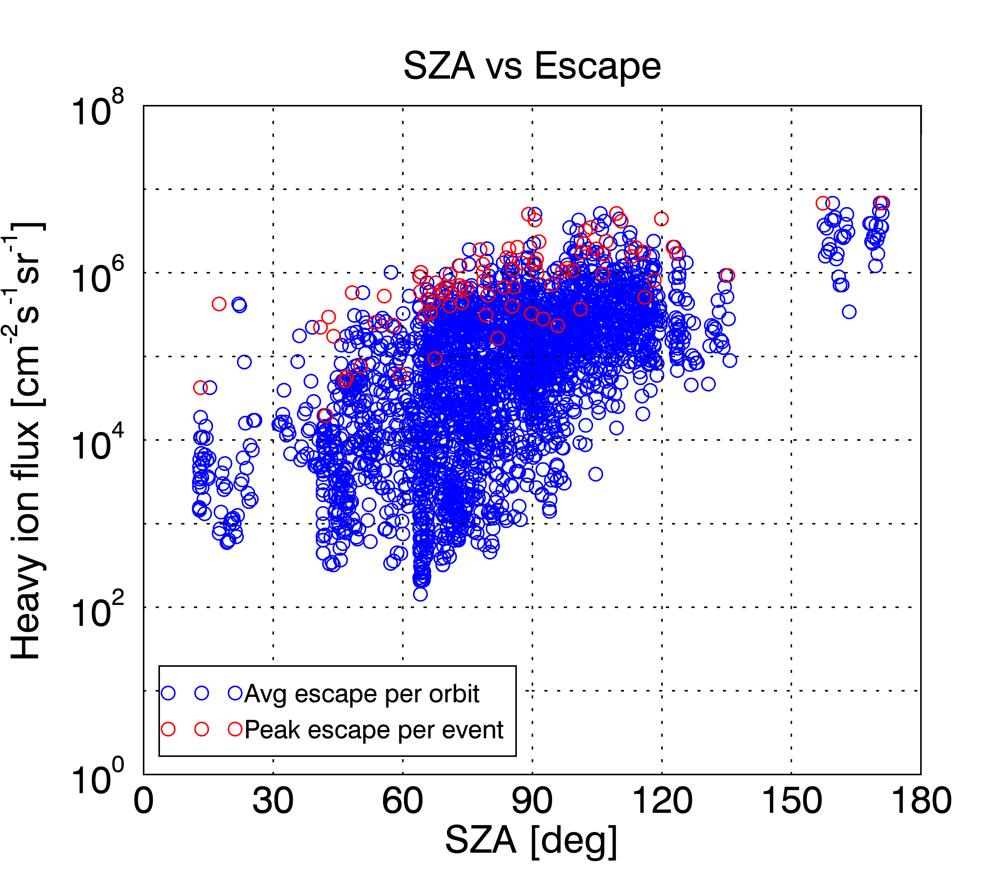 SZA vs Escape
10^8
10^6
10^4
10^2
10^0
Heavy ion flux [cm^-2 s^-1 sr^-1]
Avg escape per orbit
Peak escape per event
0 30 60 90 120 150 180
SZA [deg]